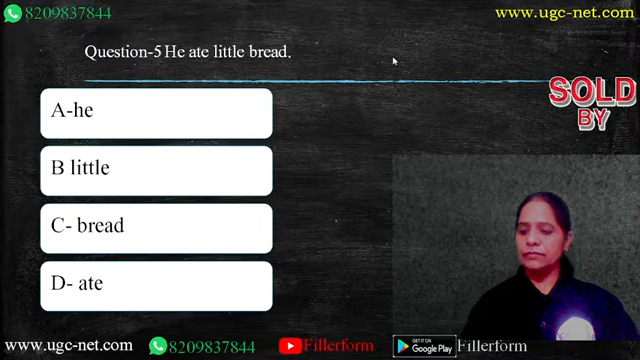 8209837844
www.ugc-net.com
Question-5 He ate little bread.
SOLD
BY
A-he
B little
C- bread
D- ate
www.ugc-net.com 8209837844 Fillerform GET IT ON Google Play Fillerform